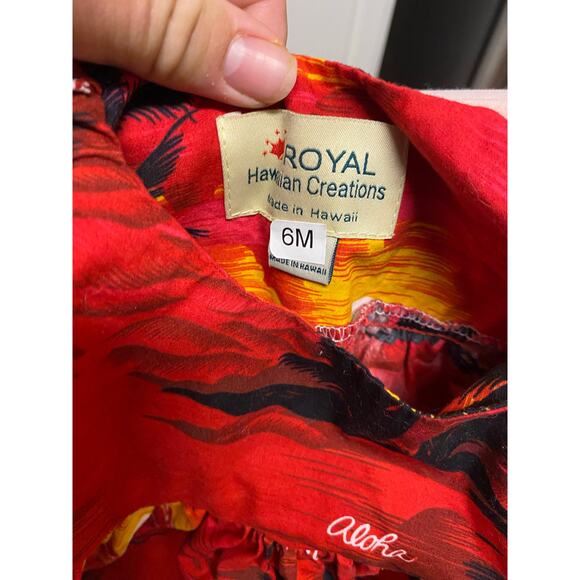 ROYAL
Hawaiian Creations
Made in Hawaii
6M
MADE IN HAWAII
Aloha